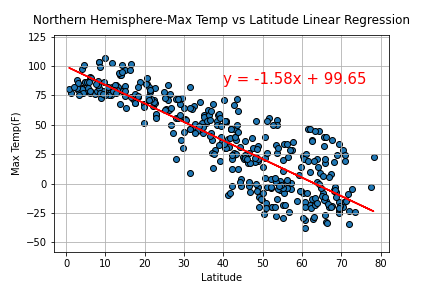 Northern Hemisphere-Max Temp vs Latitude Linear Regression
125
100
75
50
25
0
−25
−50
Max Temp(F)
y = -1.58x + 99.65
0 10 20 30 40 50 60 70 80
Latitude